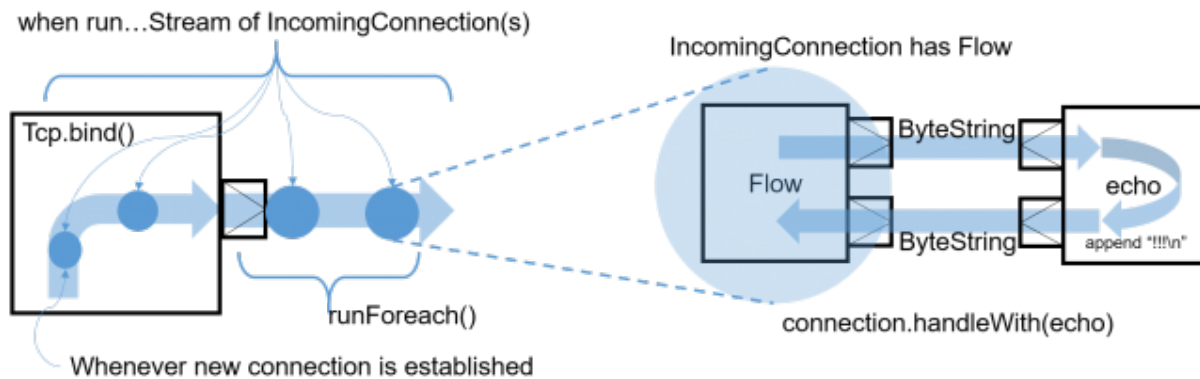 when run…Stream of IncomingConnection(s)
Tcp.bind()
runForeach()
Whenever new connection is established
IncomingConnection has Flow
Flow
ByteString
ByteString
echo
append "!!!\n"
connection.handleWith(echo)